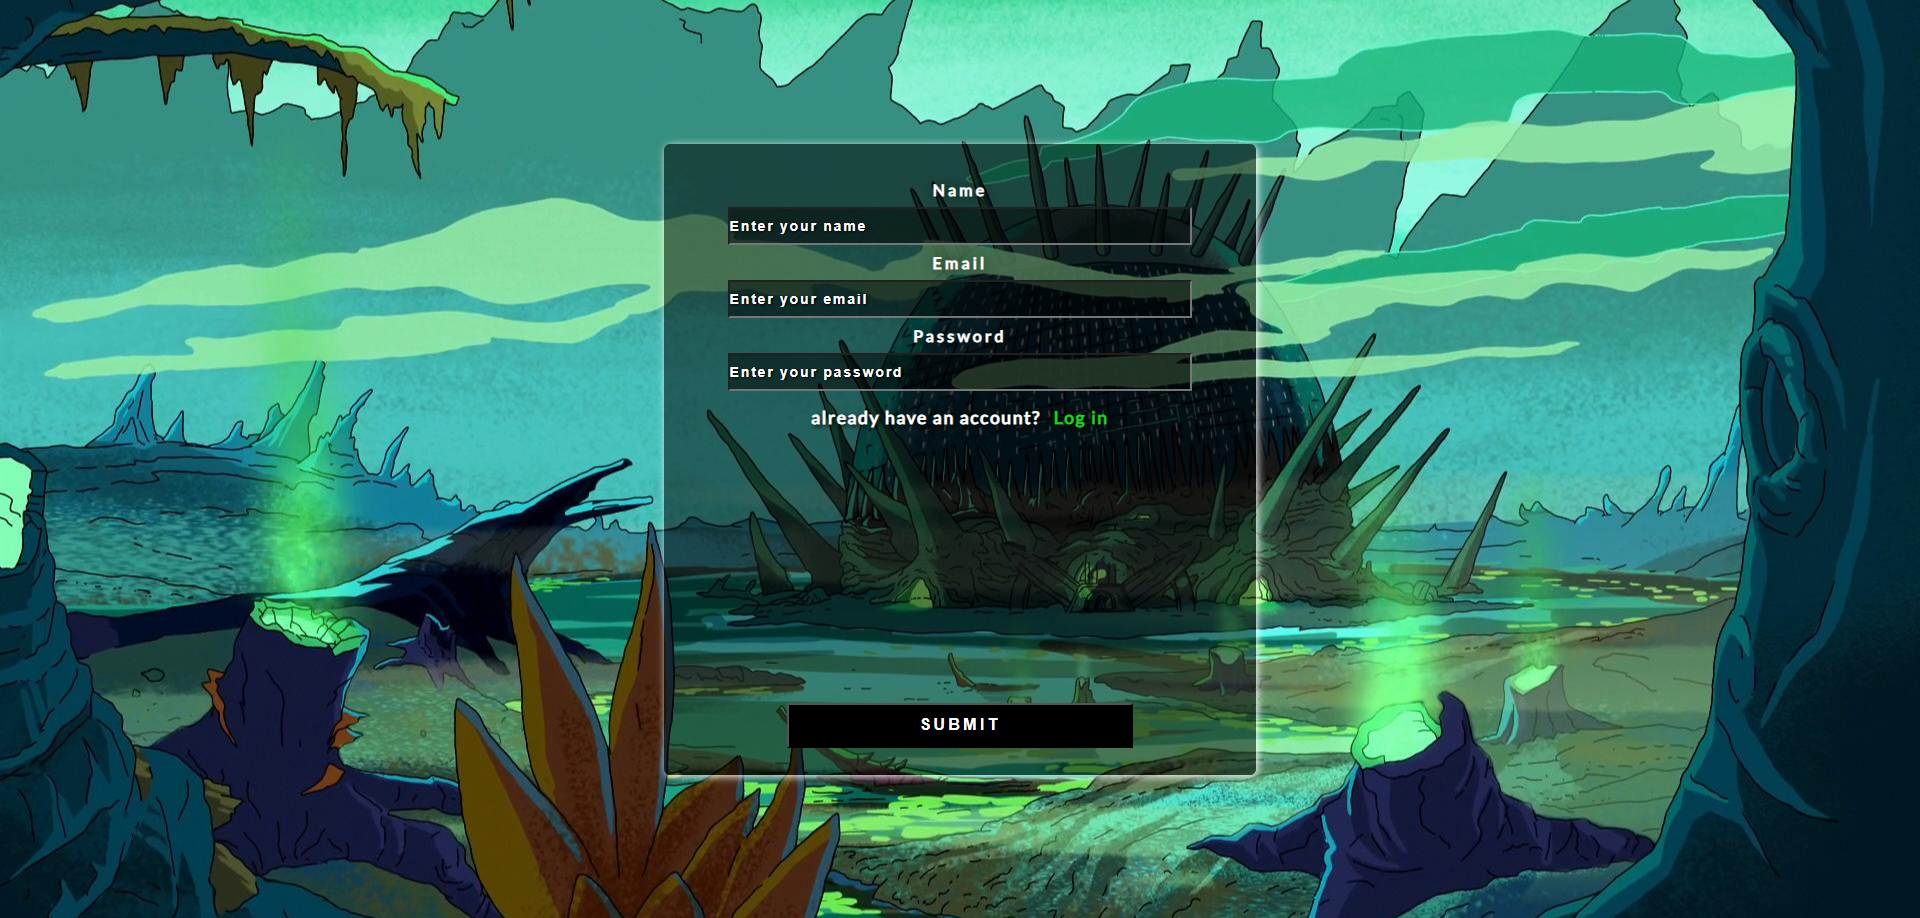 Name
Enter your name
Email
Enter your email
Password
Enter your password
already have an account? Log in
SUBMIT